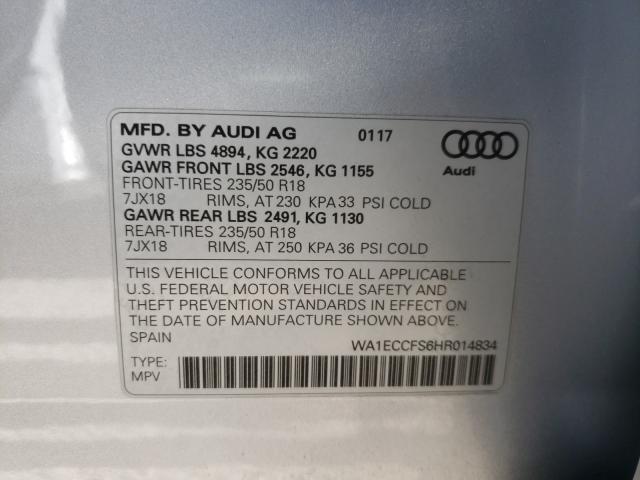 MFD. BY AUDI AG 0117
GVWR LBS 4894, KG 2220
GAWR FRONT LBS 2546, KG 1155
Audi
FRONT-TIRES 235/50 R18
7JX18 RIMS, AT 230 KPA 33 PSI COLD
GAWR REAR LBS 2491, KG 1130
REAR-TIRES 235/50 R18
7JX18 RIMS, AT 250 KPA 36 PSI COLD
THIS VEHICLE CONFORMS TO ALL APPLICABLE
U.S. FEDERAL MOTOR VEHICLE SAFETY AND
THEFT PREVENTION STANDARDS IN EFFECT ON
THE DATE OF MANUFACTURE SHOWN ABOVE.
SPAIN WA1ECCFS6HR014834
TYPE:
MPV